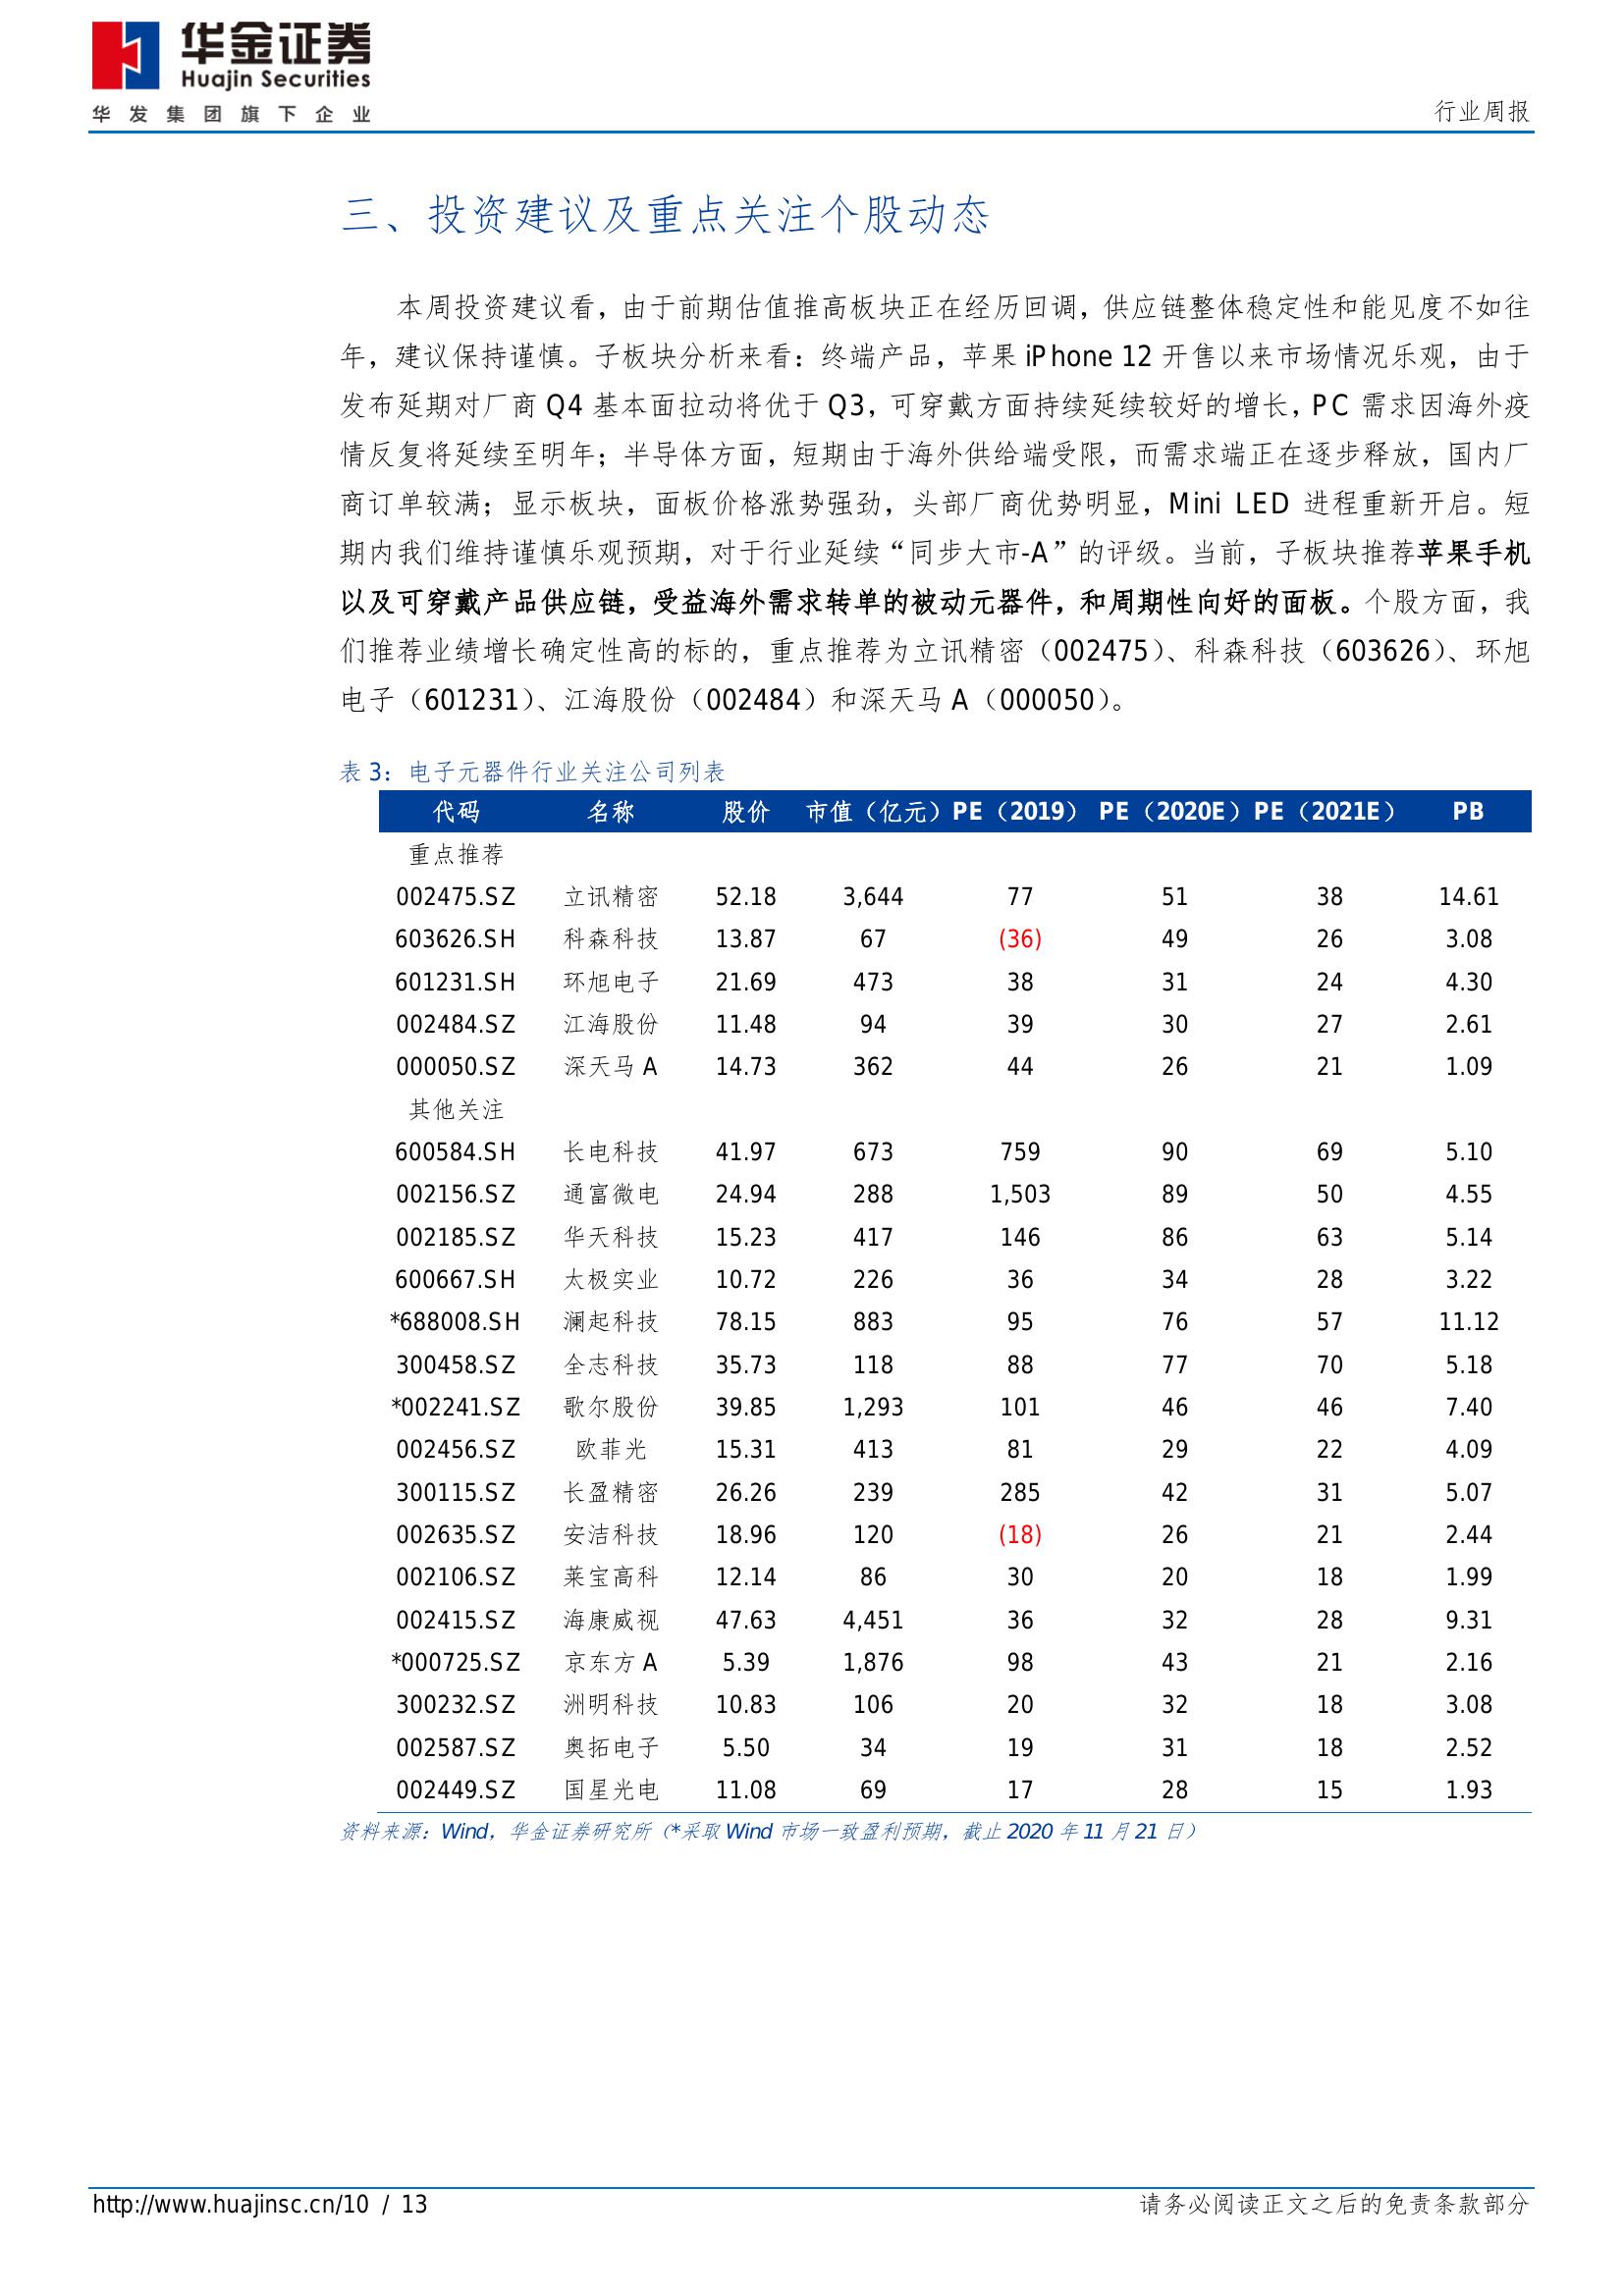 华金证券
Huajin Securities
华发集团旗下企业
行业周报
三、投资建议及重点关注个股动态
本周投资建议看，由于前期估值推高板块正在经历回调，供应链整体稳定性和能见度不如往
年，建议保持谨慎。子板块分析来看：终端产品，苹果 iPhone 12 开售以来市场情况乐观，由于
发布延期对厂商 Q4 基本面拉动将优于 Q3，可穿戴方面持续延续较好的增长，PC 需求因海外疫
情反复将延续至明年；半导体方面，短期由于海外供给端受限，而需求端正在逐步释放，国内厂
商订单较满；显示板块，面板价格涨势强劲，头部厂商优势明显，Mini LED 进程重新开启。短
期内我们维持谨慎乐观预期，对于行业延续“同步大市-A”的评级。当前，子板块推荐苹果手机
以及可穿戴产品供应链，受益海外需求转单的被动元器件，和周期性向好的面板。个股方面，我
们推荐业绩增长确定性高的标的，重点推荐为立讯精密（002475）、科森科技（603626）、环旭
电子（601231）、江海股份（002484）和深天马 A（000050）。
表 3：电子元器件行业关注公司列表
代码 名称 股价 市值（亿元） PE（2019） PE（2020E） PE（2021E） PB
重点推荐
002475.SZ 立讯精密 52.18 3,644 77 51 38 14.61
603626.SH 科森科技 13.87 67 (36) 49 26 3.08
601231.SH 环旭电子 21.69 473 38 31 24 4.30
002484.SZ 江海股份 11.48 94 39 30 27 2.61
000050.SZ 深天马 A 14.73 362 44 26 21 1.09
其他关注
600584.SH 长电科技 41.97 673 759 90 69 5.10
002156.SZ 通富微电 24.94 288 1,503 89 50 4.55
002185.SZ 华天科技 15.23 417 146 86 63 5.14
600667.SH 太极实业 10.72 226 36 34 28 3.22
*688008.SH 澜起科技 78.15 883 95 76 57 11.12
300458.SZ 全志科技 35.73 118 88 77 70 5.18
*002241.SZ 歌尔股份 39.85 1,293 101 46 46 7.40
002456.SZ 欧菲光 15.31 413 81 29 22 4.09
300115.SZ 长盈精密 26.26 239 285 42 31 5.07
002635.SZ 安洁科技 18.96 120 (18) 26 21 2.44
002106.SZ 莱宝高科 12.14 86 30 20 18 1.99
002415.SZ 海康威视 47.63 4,451 36 32 28 9.31
*000725.SZ 京东方 A 5.39 1,876 98 43 21 2.16
300232.SZ 洲明科技 10.83 106 20 32 18 3.08
002587.SZ 奥拓电子 5.50 34 19 31 18 2.52
002449.SZ 国星光电 11.08 69 17 28 15 1.93
资料来源：Wind，华金证券研究所（*采取 Wind 市场一致盈利预期，截止 2020 年 11 月 21 日）
http://www.huajinsc.cn/10 / 13
请务必阅读正文之后的免责条款部分